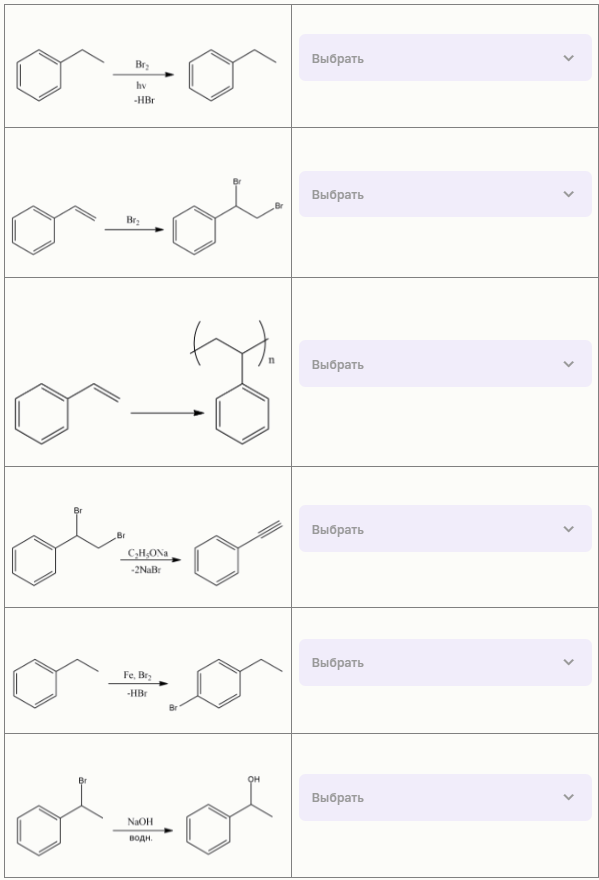 Br₂
hν
-HBr
Выбрать
Br
Br
Br₂
Выбрать
n
Выбрать
Br
Br
C₂H₅ONa
-2NaBr
Выбрать
Fe, Br₂
-HBr
Br
Выбрать
Br
OH
NaOH
водн.
Выбрать